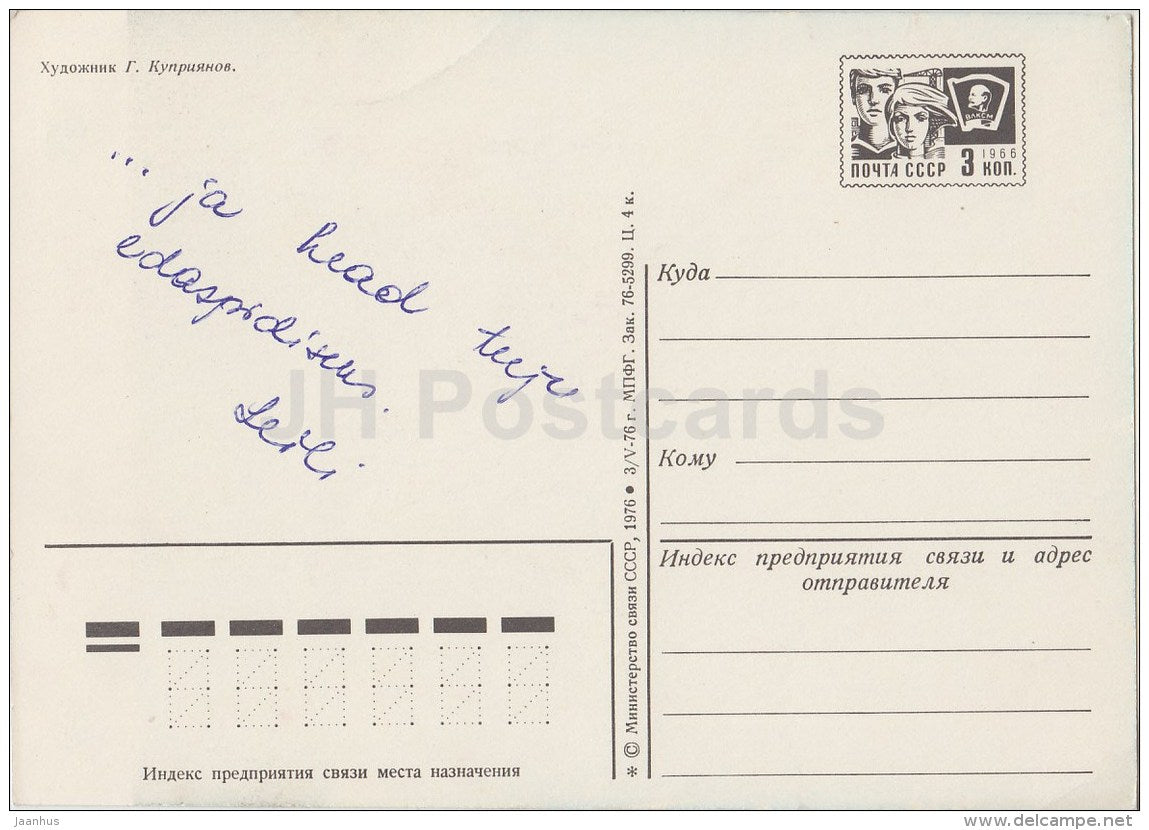 Художник Г. Куприянов.
ВЛКСМ
1966
ПОЧТА СССР 3 КОП.
... ja head tuju
edaspidiseks.
Куда
Кому
Индекс предприятия связи и адрес
отправителя
* © Министерство связи СССР, 1976 ● 3/V-76 г. МПФГ. Зак. 76-5299. Ц. 4 к.
Индекс предприятия связи места назначения
JH Postcards
Jaanhus
www.delcampe.net